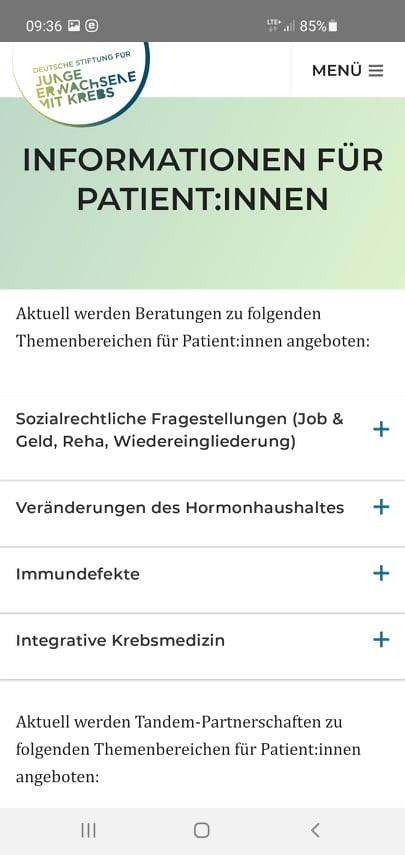 09:36
LTE+
85%
DEUTSCHE STIFTUNG FÜR
JUNGE
ERWACHSENE
MIT KREBS
MENÜ
INFORMATIONEN FÜR
PATIENT:INNEN
Aktuell werden Beratungen zu folgenden
Themenbereichen für Patient:innen angeboten:
Sozialrechtliche Fragestellungen (Job &
Geld, Reha, Wiedereingliederung)
Veränderungen des Hormonhaushaltes
Immundefekte
Integrative Krebsmedizin
Aktuell werden Tandem-Partnerschaften zu
folgenden Themenbereichen für Patient:innen
angeboten: